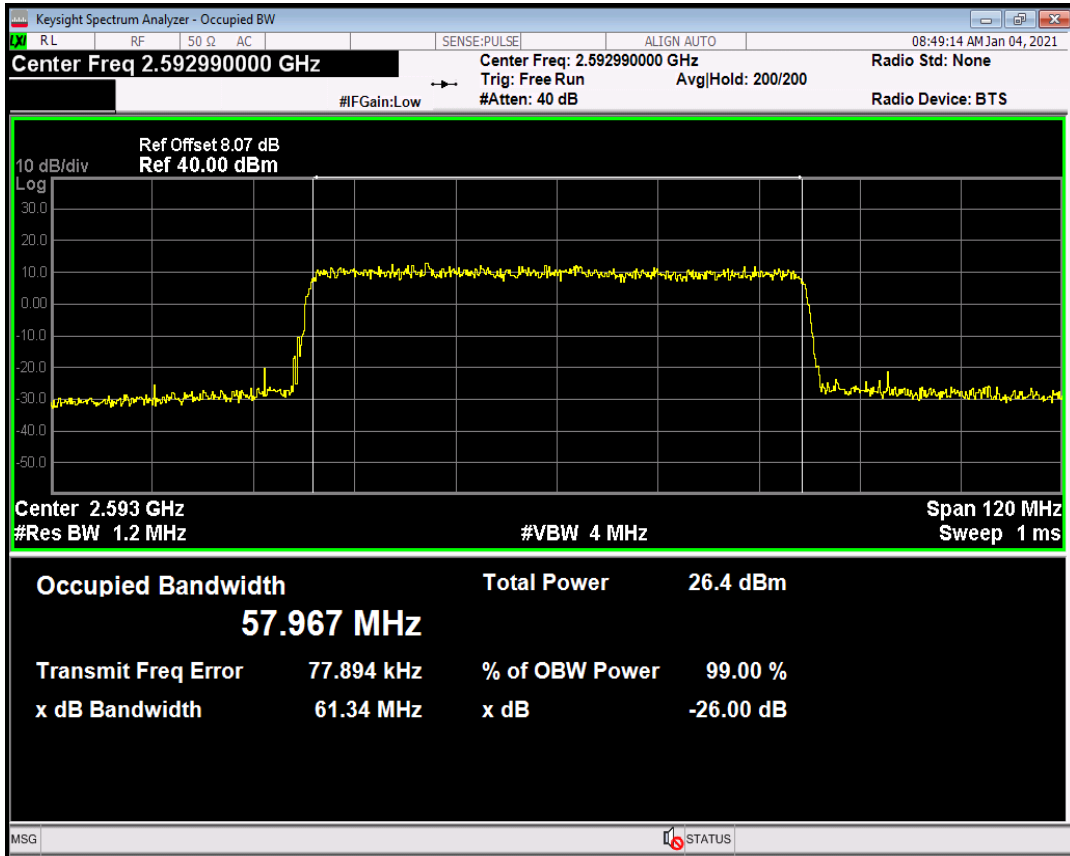 Keysight Spectrum Analyzer - Occupied BW
LXI RL RF 50 Ω AC SENSE:PULSE ALIGN AUTO 08:49:14 AM Jan 04, 2021
Center Freq 2.592990000 GHz Center Freq: 2.592990000 GHz Radio Std: None
Trig: Free Run Avg|Hold: 200/200
#IFGain:Low #Atten: 40 dB Radio Device: BTS
Ref Offset 8.07 dB
10 dB/div Ref 40.00 dBm
Log
30.0
20.0
10.0
0.00
-10.0
-20.0
-30.0
-40.0
-50.0
Center 2.593 GHz Span 120 MHz
#Res BW 1.2 MHz #VBW 4 MHz Sweep 1 ms
Occupied Bandwidth Total Power 26.4 dBm
57.967 MHz
Transmit Freq Error 77.894 kHz % of OBW Power 99.00 %
x dB Bandwidth 61.34 MHz x dB -26.00 dB
MSG STATUS